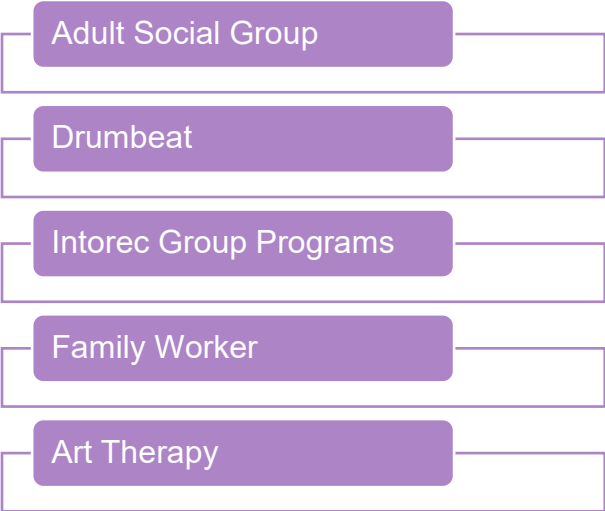 Adult Social Group
Drumbeat
Intorec Group Programs
Family Worker
Art Therapy